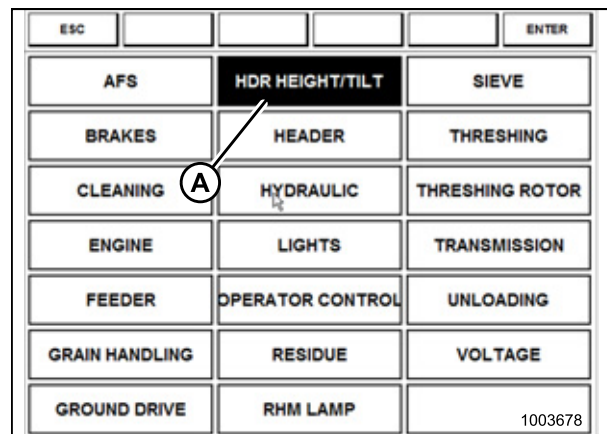 ESC ENTER
AFS HDR HEIGHT/TILT SIEVE
BRAKES HEADER THRESHING
CLEANING A HYDRAULIC THRESHING ROTOR
ENGINE LIGHTS TRANSMISSION
FEEDER OPERATOR CONTROL UNLOADING
GRAIN HANDLING RESIDUE VOLTAGE
GROUND DRIVE RHM LAMP 1003678